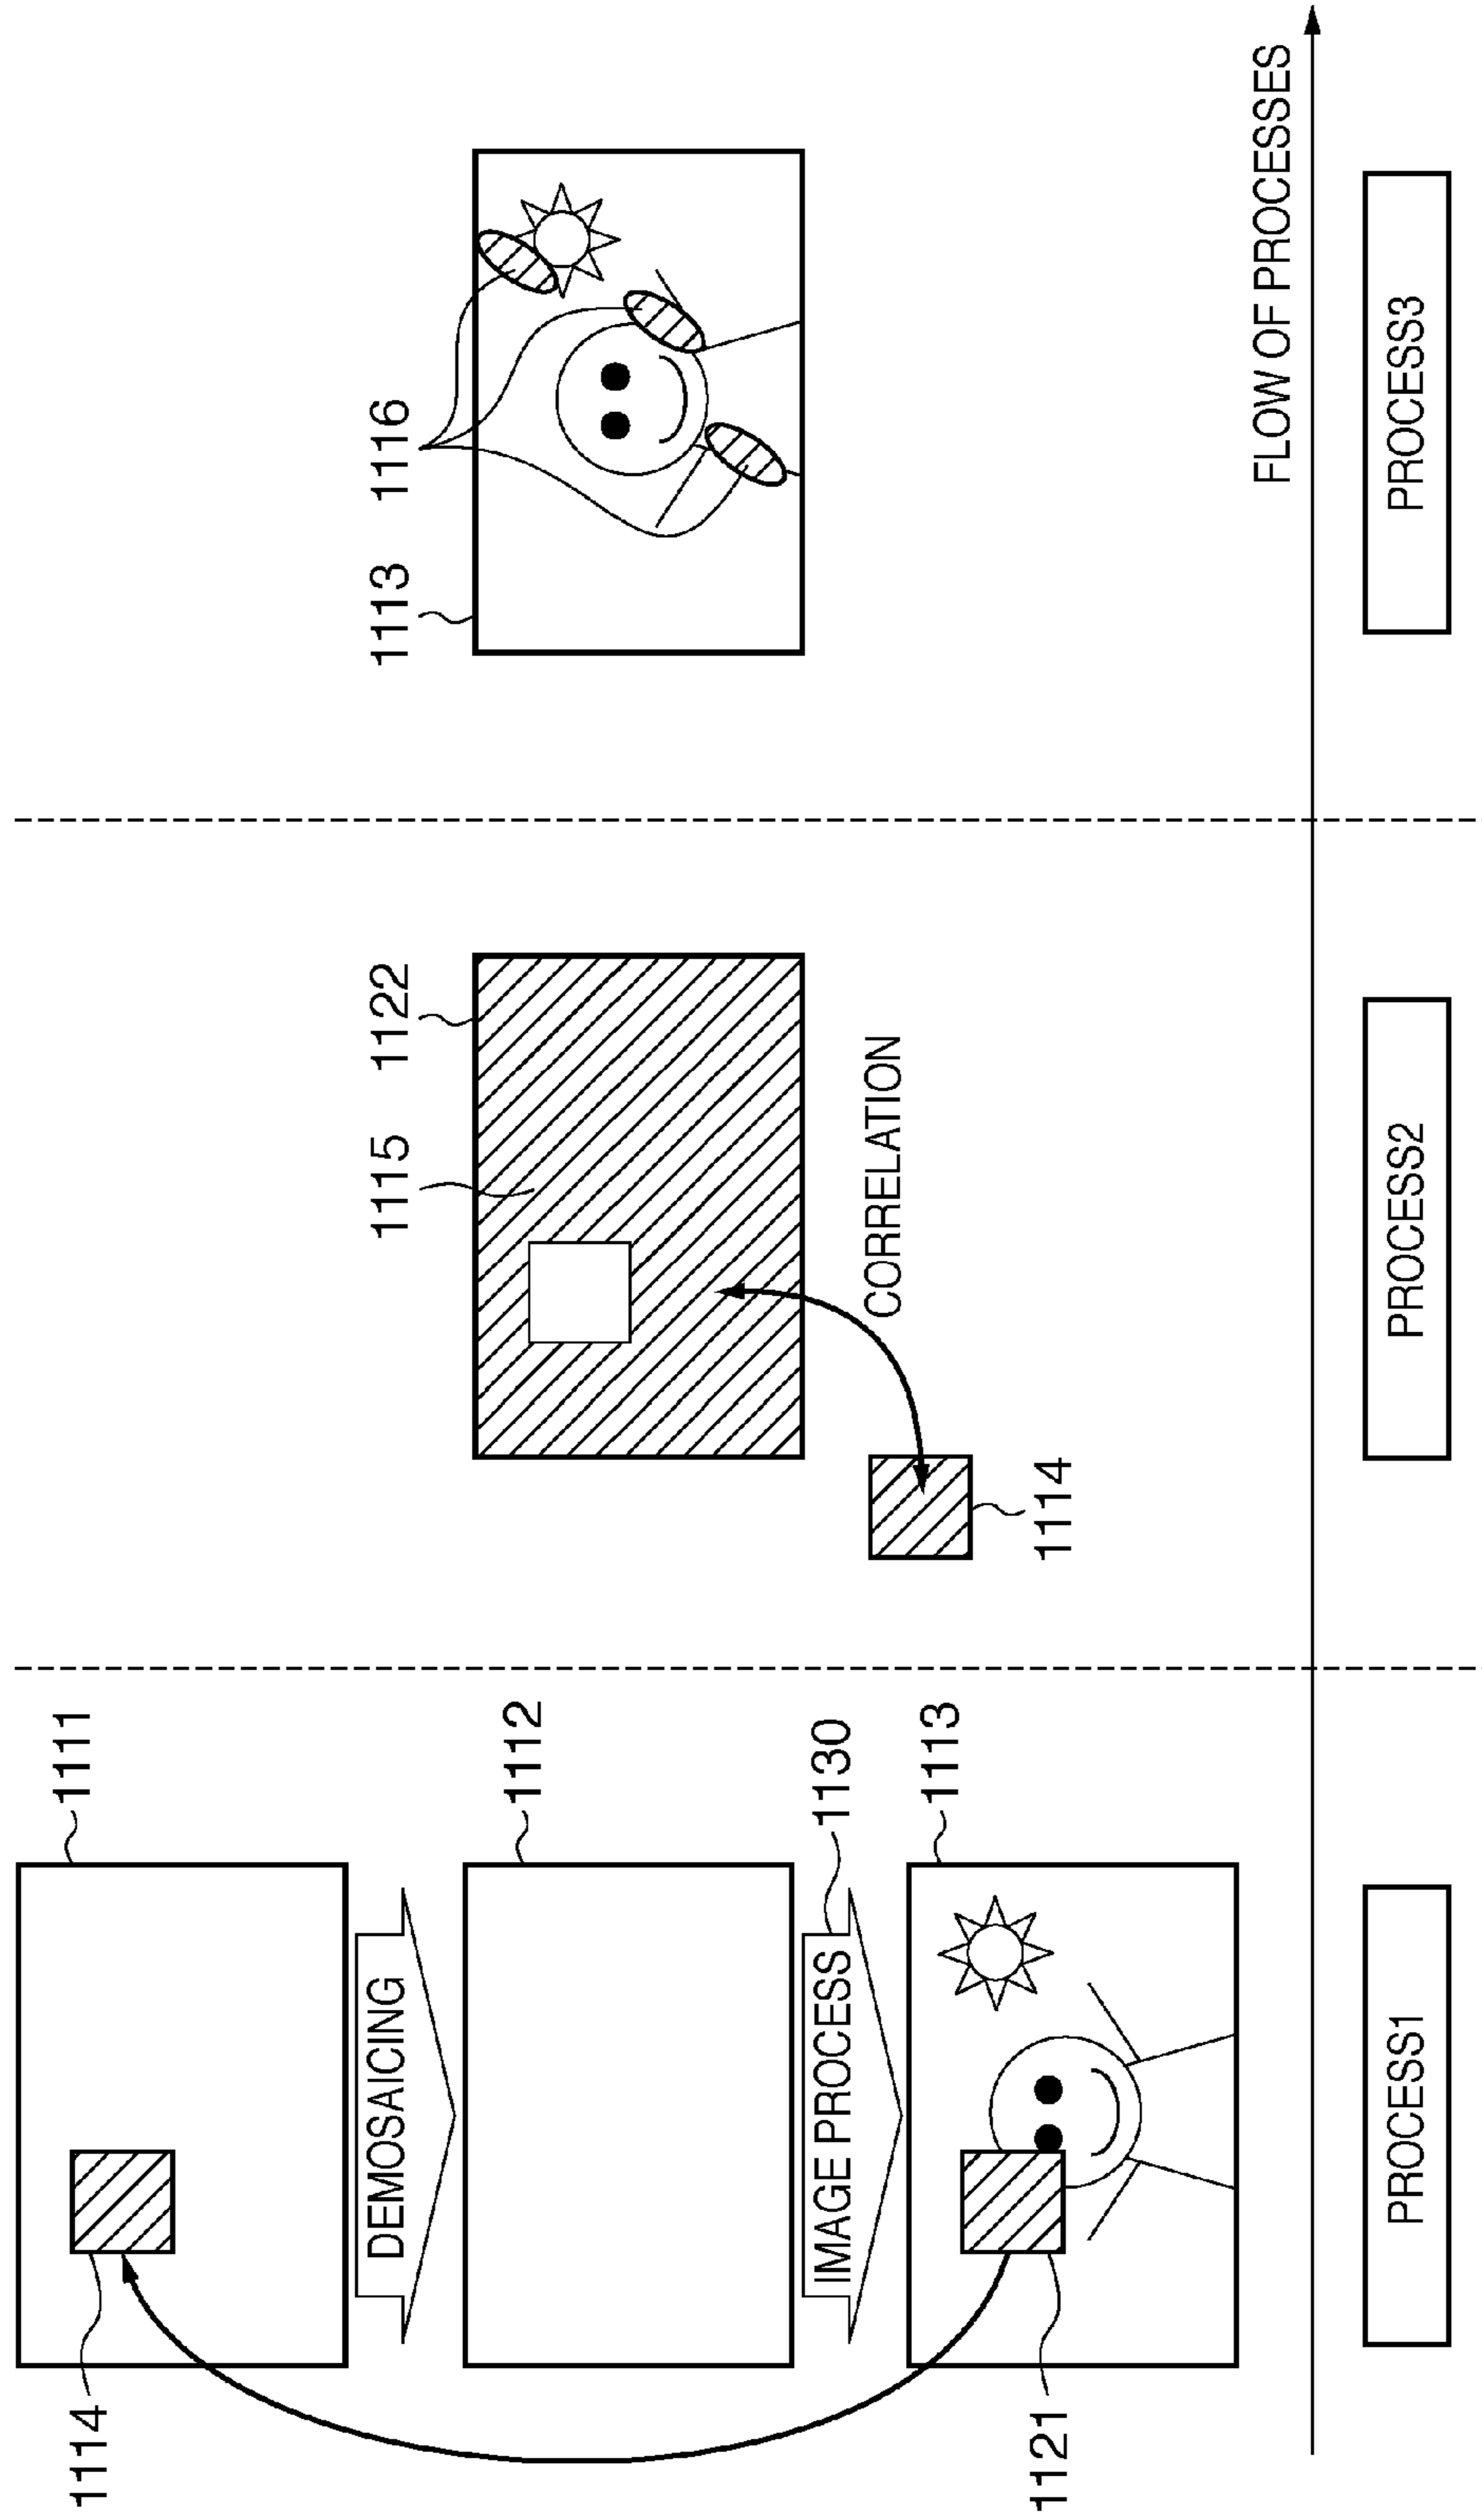 1114
1111
DEMOSAICING
1112
IMAGE PROCESS
1130
1113
1121
PROCESS1
1115
1122
CORRELATION
1114
PROCESS2
1113
1116
FLOW OF PROCESSES
PROCESS3